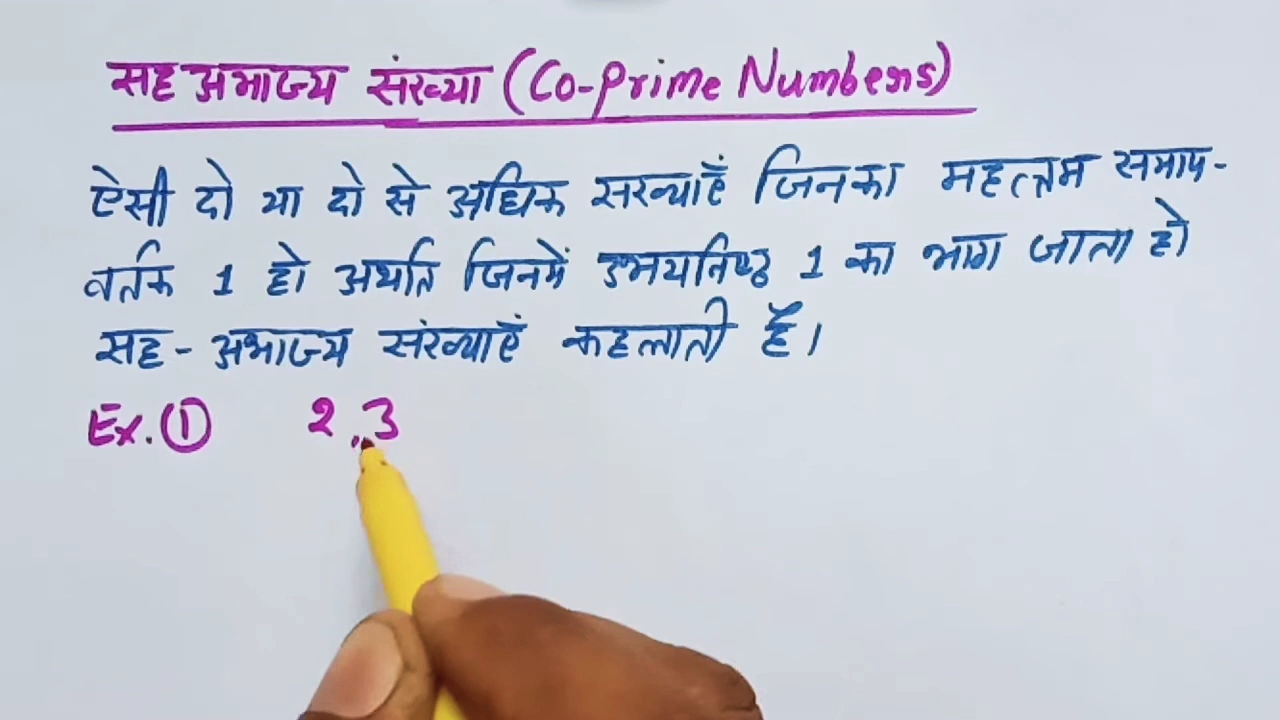 सह अभाज्य संख्या (Co-Prime Numbers)
ऐसी दो या दो से अधिक संख्याएँ जिनका महत्तम समाप-
वर्तक 1 हो अर्थात जिनमें उभयनिष्ठ 1 का भाग जाता हो
सह - अभाज्य संख्याएँ कहलाती हैं।
Ex. ① 2,3